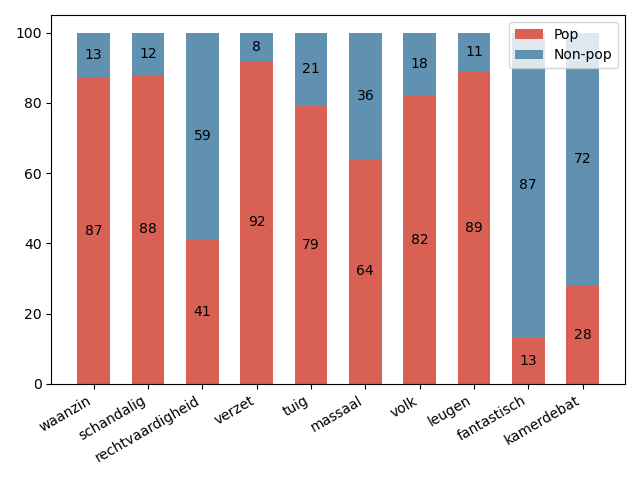 100
80
60
40
20
0
Pop
Non-pop
13
12
59
8
21
36
18
11
87
72
87
88
41
92
79
64
82
89
13
28
waanzin
schandalig
rechtvaardigheid
verzet
tuig
massaal
volk
leugen
fantastisch
kamerdebat